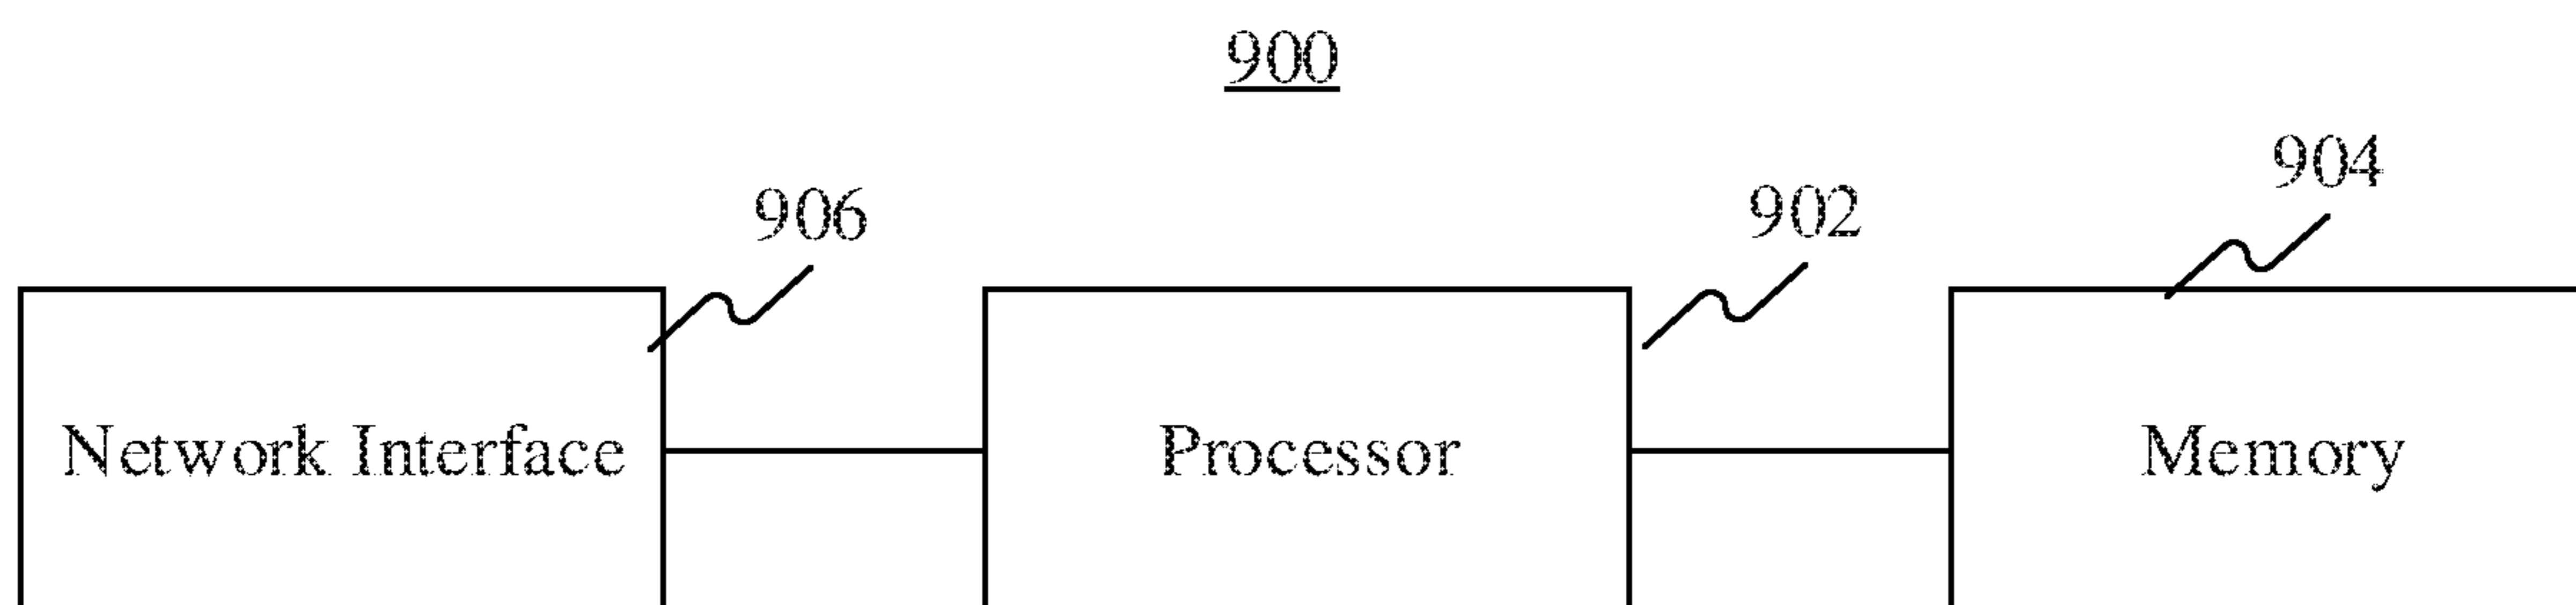 900
904
906
902
Network Interface
Processor
Memory